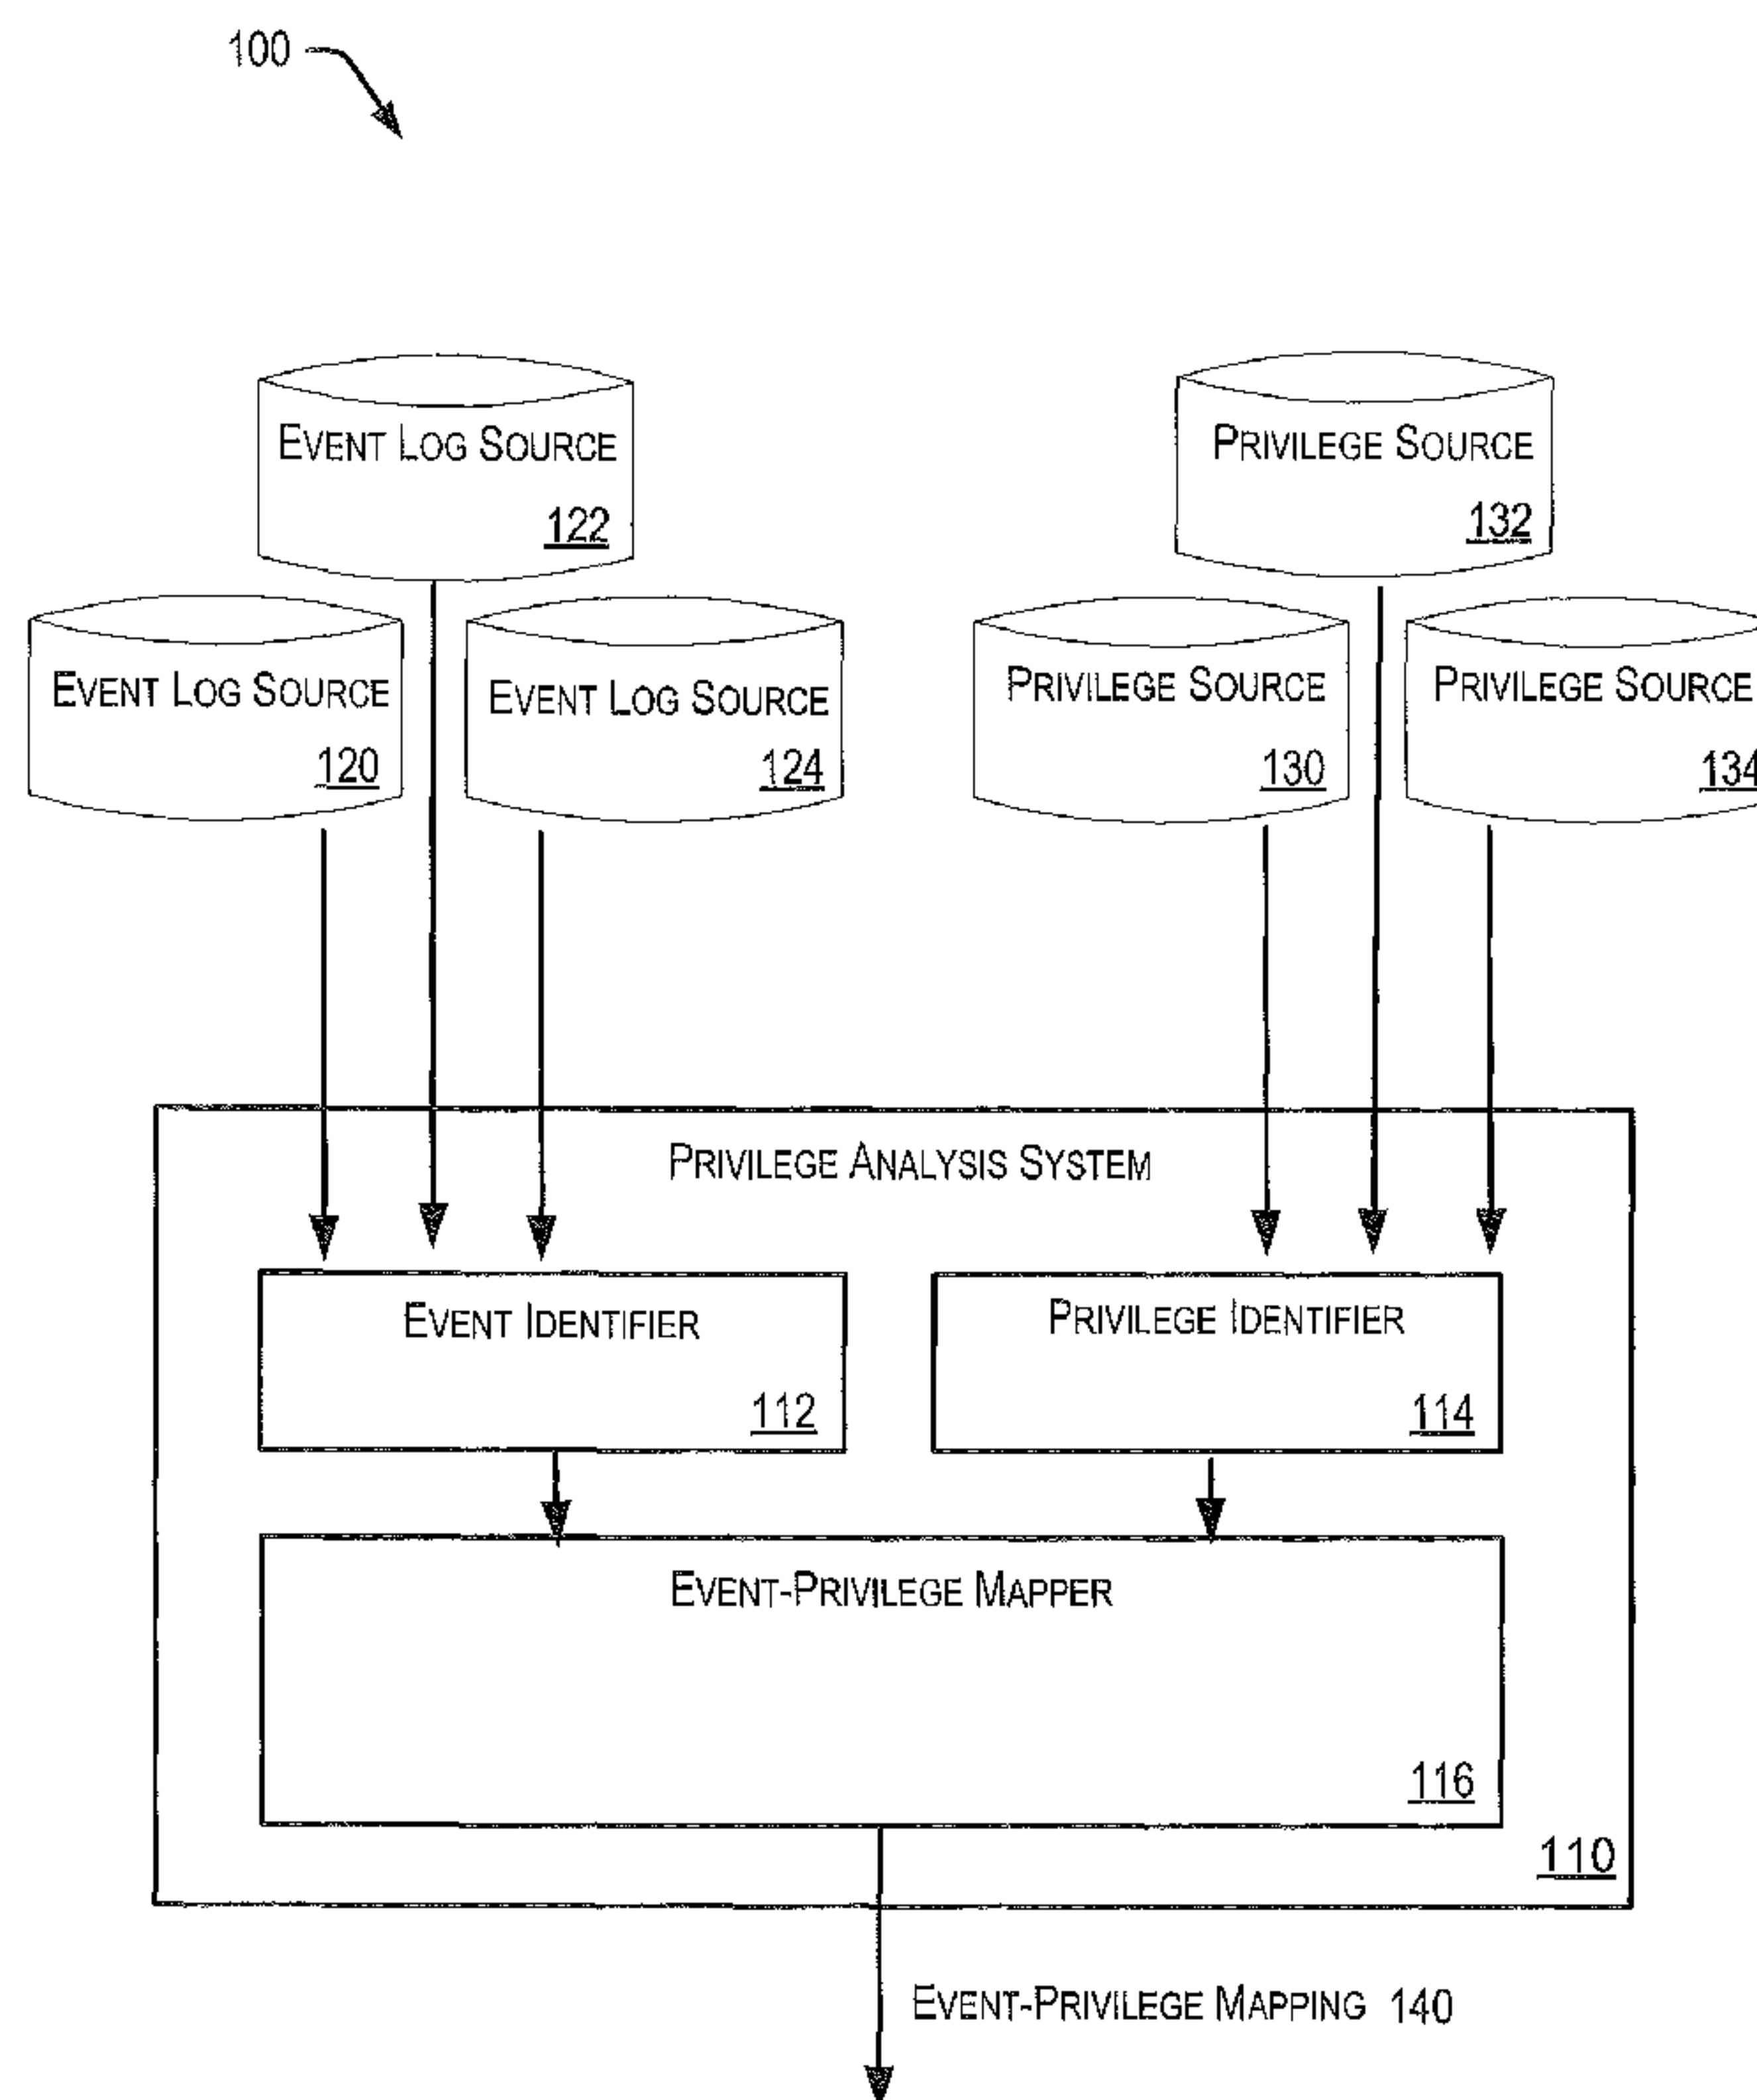 100
EVENT LOG SOURCE
122
PRIVILEGE SOURCE
132
EVENT LOG SOURCE
120
EVENT LOG SOURCE
124
PRIVILEGE SOURCE
130
PRIVILEGE SOURCE
134
PRIVILEGE ANALYSIS SYSTEM
EVENT IDENTIFIER
112
PRIVILEGE IDENTIFIER
114
EVENT-PRIVILEGE MAPPER
116
110
EVENT-PRIVILEGE MAPPING 140